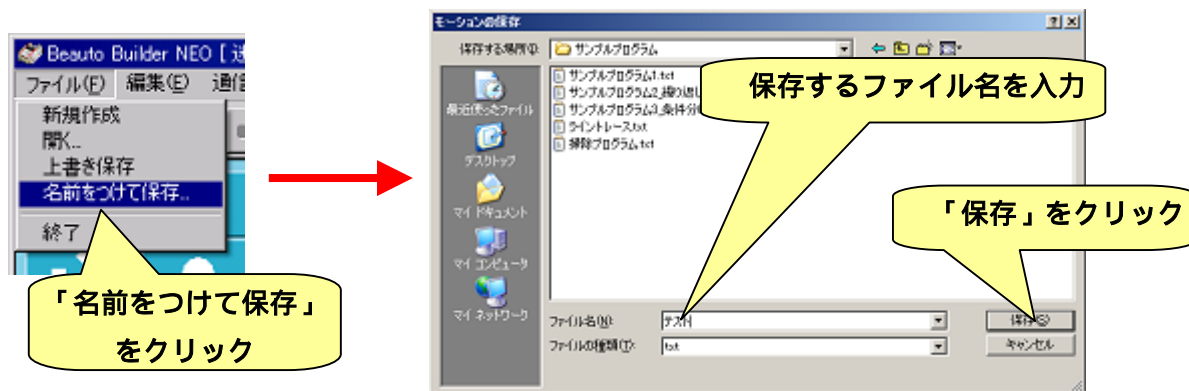 Beauto Builder NEO [
ファイル(F) 編集(E)
新規作成
開く...
上書き保存
名前をつけて保存...
終了
「名前をつけて保存」
をクリック
モーションの保存
保存する場所(I): サンプルプログラム
サンプルプログラム1.txt
サンプルプログラム2_繰り返し
サンプルプログラム3_条件分
ライントレース.txt
掃除プログラム.txt
最近使ったファイル
デスクトップ
マイ ドキュメント
マイ コンピュータ
マイ ネットワーク
保存するファイル名を入力
「保存」をクリック
ファイル名(N): テスト 保存(S)
ファイルの種類(T): txt キャンセル